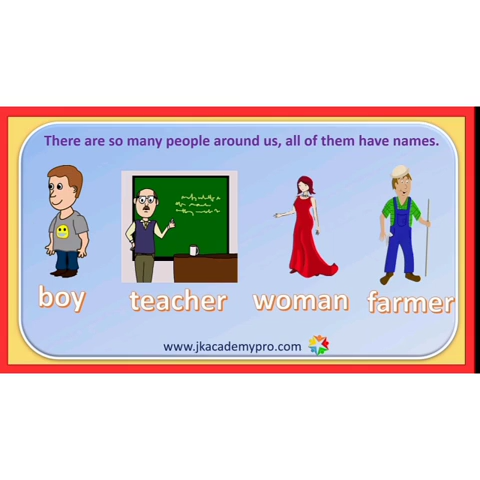 There are so many people around us, all of them have names.
boy teacher woman farmer
www.jkacademypro.com